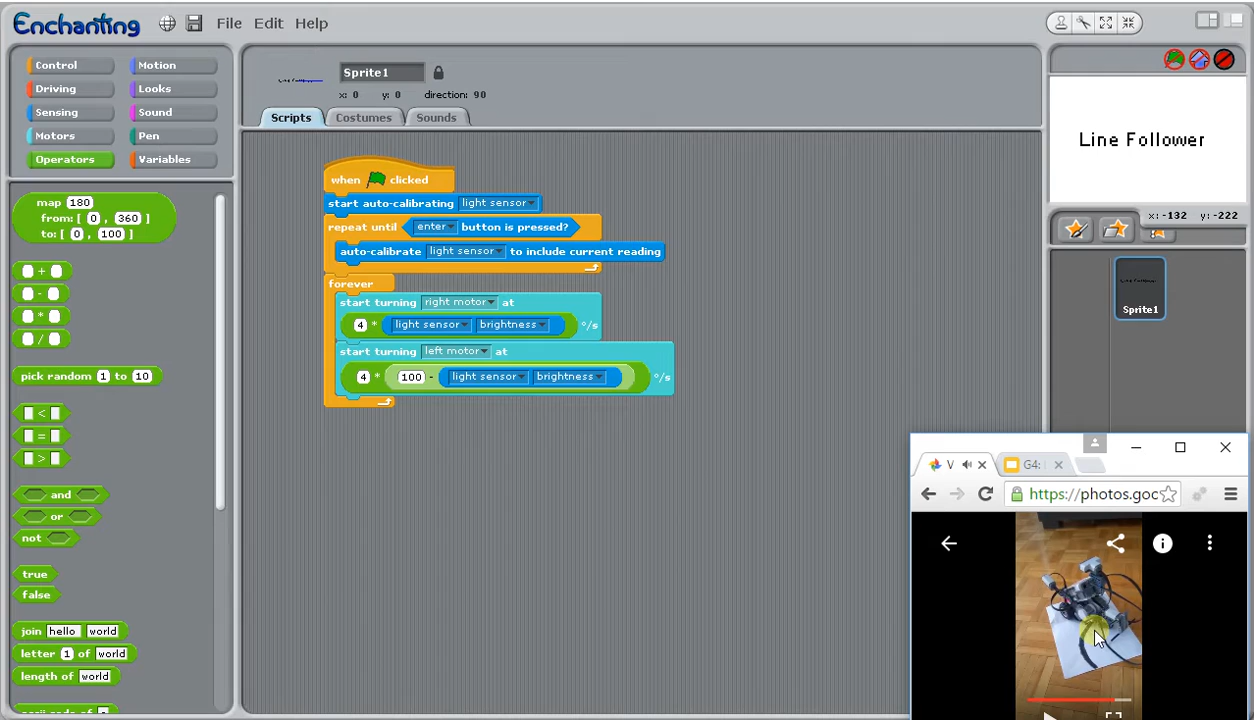 Enchanting
File Edit Help
Control Motion
Driving Looks
Sensing Sound
Motors Pen
Operators Variables
Sprite1
x: 0 y: 0 direction: 90
Scripts Costumes Sounds
map 180
from: [ 0 , 360 ]
to: [ 0 , 100 ]
+
-
*
/
pick random 1 to 10
<
=
>
and
or
not
true
false
join hello world
letter 1 of world
length of world
when clicked
start auto-calibrating light sensor
repeat until enter button is pressed?
auto-calibrate light sensor to include current reading
forever
start turning right motor at
4 * light sensor brightness °/s
start turning left motor at
4 * 100 - light sensor brightness °/s
Line Follower
x: -132 y: -222
Sprite1
V G4:
https://photos.goc